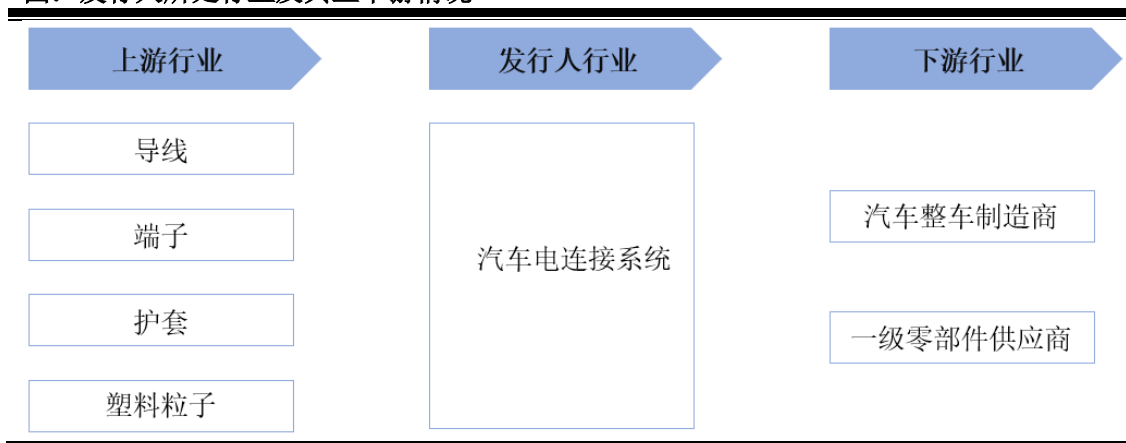 上游行业
发行人行业
下游行业
导线
端子
护套
塑料粒子
汽车电连接系统
汽车整车制造商
一级零部件供应商